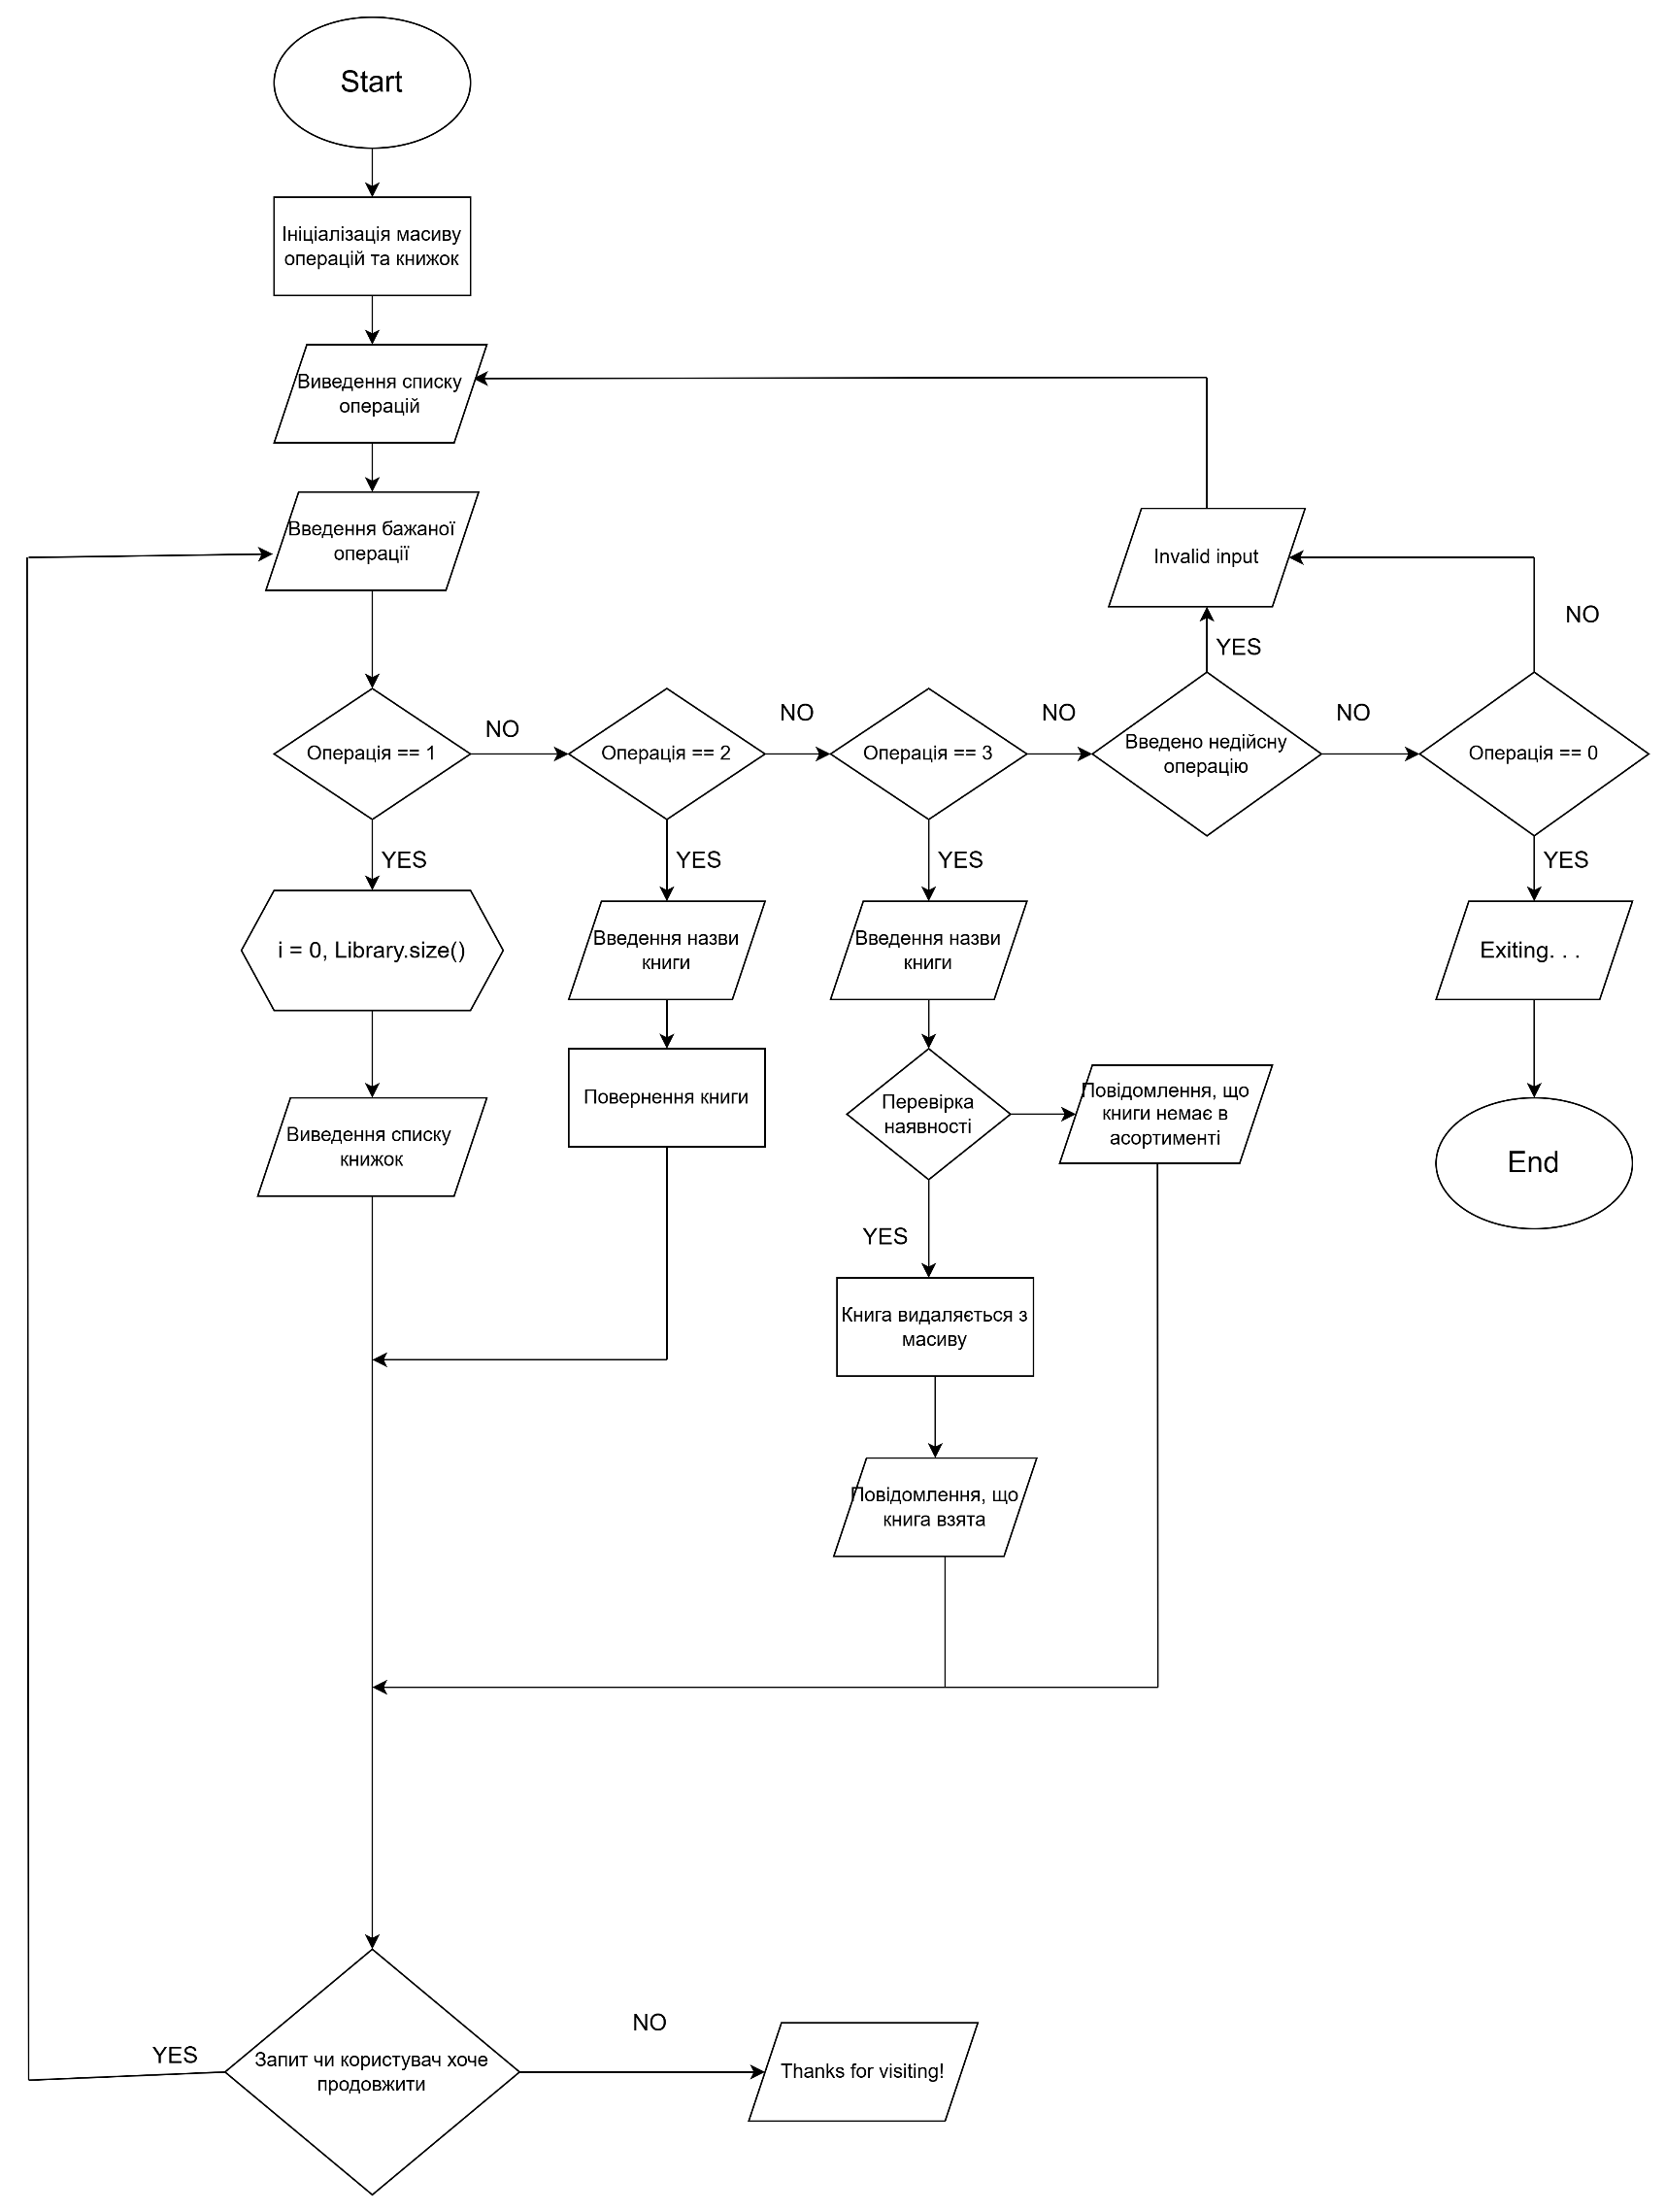 Start
Ініціалізація масиву
операцій та книжок
Виведення списку
операцій
Введення бажаної
операції
Invalid input
NO
YES
Операція == 1
NO
Операція == 2
NO
Операція == 3
NO
Введено недійсну
операцію
NO
Операція == 0
YES
YES
YES
YES
i = 0, Library.size()
Введення назви
книги
Введення назви
книги
Exiting. . .
Повернення книги
Перевірка
наявності
Повідомлення, що
книги немає в
асортименті
Виведення списку
книжок
End
YES
Книга видаляється з
масиву
Повідомлення, що
книга взята
YES
Запит чи користувач хоче
продовжити
NO
Thanks for visiting!